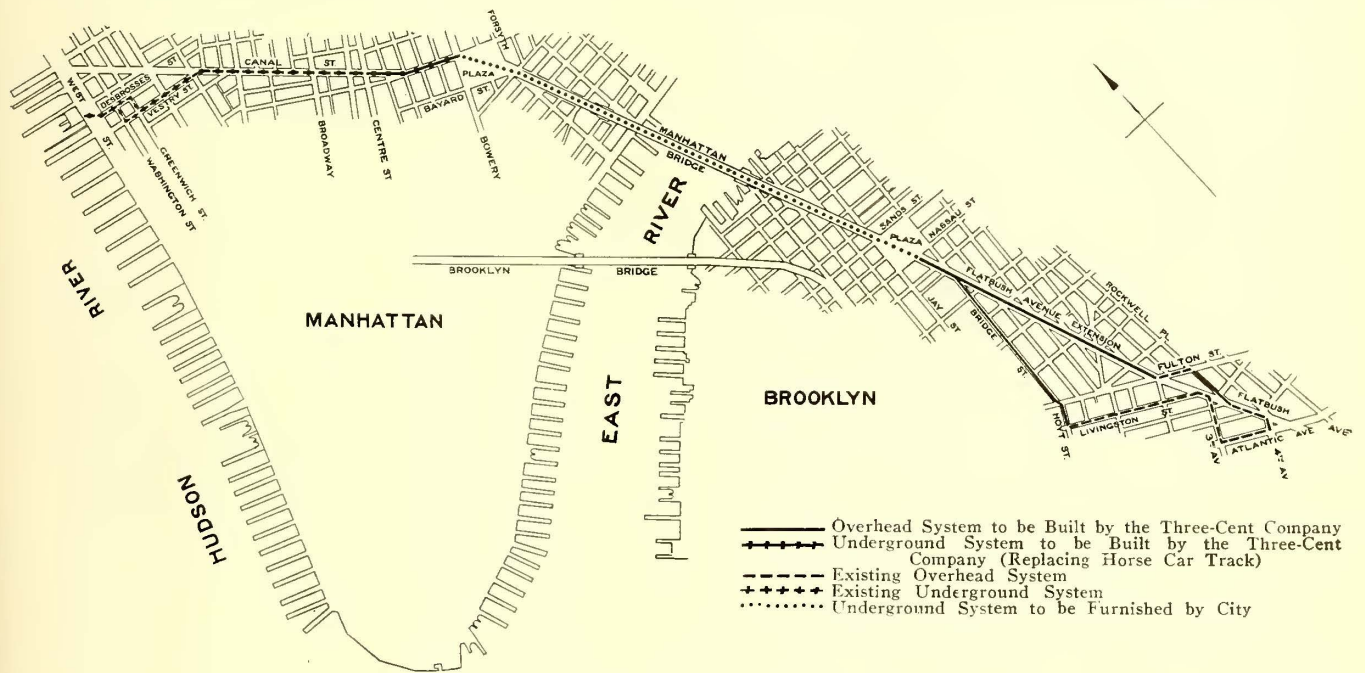 FORSYTH
WEST
ST.
DESBROSSES
ST
VESTRY ST.
CANAL
ST
PLAZA
BAYARD ST.
GREENWICH ST.
WASHINGTON ST
BROADWAY
CENTRE ST
BOWERY
MANHATTAN
BRIDGE
SANDS ST.
NASSAU ST
PLAZA
RIVER
BROOKLYN
BRIDGE
FLATBUSH AVENUE EXTENSION
ROCKWELL PL
JAY ST
BRIDGE
ST.
FULTON ST.
FLATBUSH
AVE
HOYT ST.
LIVINGSTON
ST.
3RD AV
ATLANTIC AVE
4TH AV
RIVER
HUDSON
MANHATTAN
EAST
BROOKLYN
Overhead System to be Built by the Three-Cent Company
Underground System to be Built by the Three-Cent
Company (Replacing Horse Car Track)
Existing Overhead System
Existing Underground System
Underground System to be Furnished by City